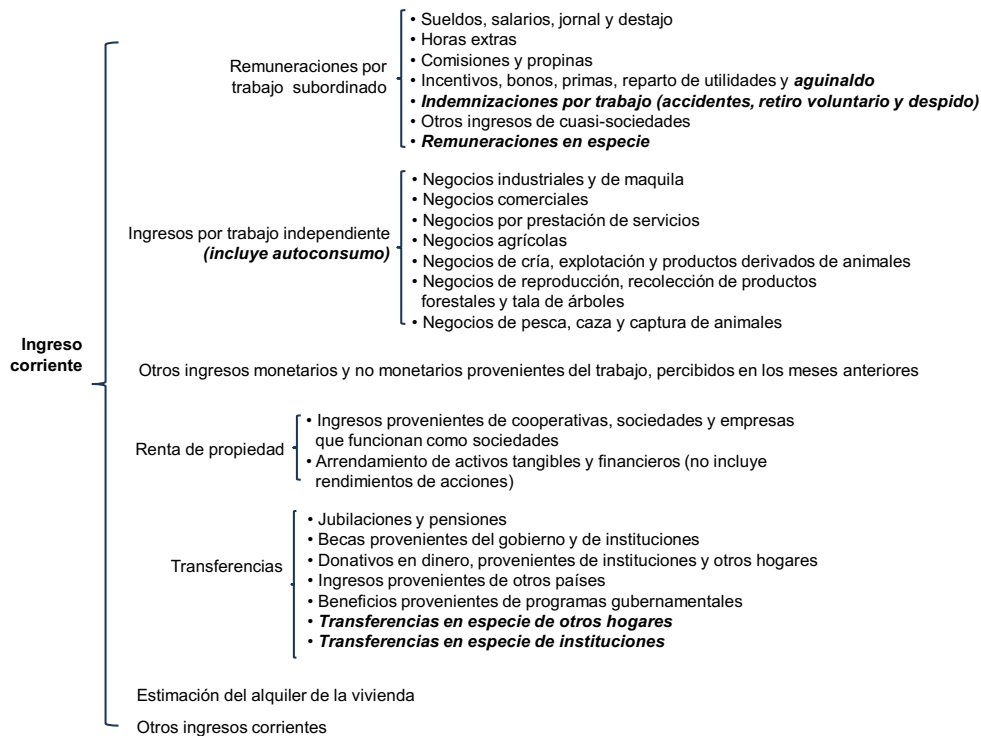 Ingreso
corriente
Remuneraciones por
trabajo subordinado
• Sueldos, salarios, jornal y destajo
• Horas extras
• Comisiones y propinas
• Incentivos, bonos, primas, reparto de utilidades y aguinaldo
• Indemnizaciones por trabajo (accidentes, retiro voluntario y despido)
• Otros ingresos de cuasi-sociedades
• Remuneraciones en especie
Ingresos por trabajo independiente
(incluye autoconsumo)
• Negocios industriales y de maquila
• Negocios comerciales
• Negocios por prestación de servicios
• Negocios agrícolas
• Negocios de cría, explotación y productos derivados de animales
• Negocios de reproducción, recolección de productos
forestales y tala de árboles
• Negocios de pesca, caza y captura de animales
Otros ingresos monetarios y no monetarios provenientes del trabajo, percibidos en los meses anteriores
Renta de propiedad
• Ingresos provenientes de cooperativas, sociedades y empresas
que funcionan como sociedades
• Arrendamiento de activos tangibles y financieros (no incluye
rendimientos de acciones)
Transferencias
• Jubilaciones y pensiones
• Becas provenientes del gobierno y de instituciones
• Donativos en dinero, provenientes de instituciones y otros hogares
• Ingresos provenientes de otros países
• Beneficios provenientes de programas gubernamentales
• Transferencias en especie de otros hogares
• Transferencias en especie de instituciones
Estimación del alquiler de la vivienda
Otros ingresos corrientes